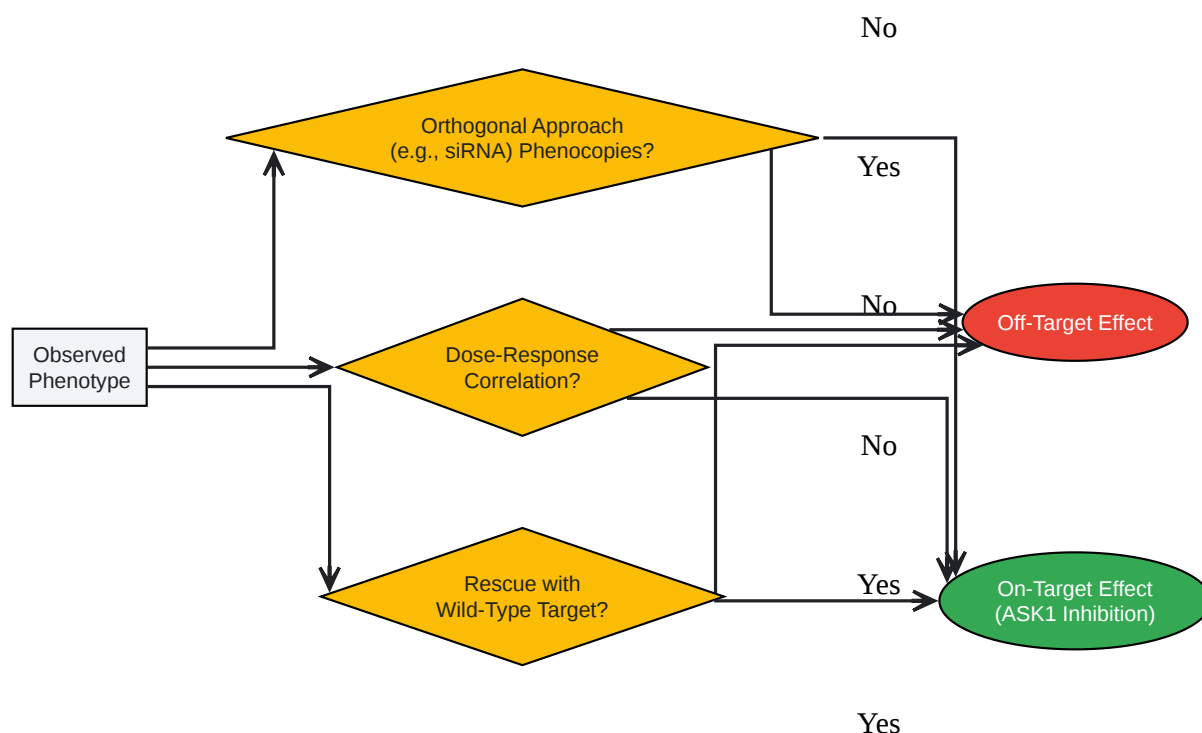 No
Orthogonal Approach
(e.g., siRNA) Phenocopies?
Yes
No
Off-Target Effect
Observed
Phenotype
Dose-Response
Correlation?
No
Rescue with
Wild-Type Target?
Yes
On-Target Effect
(ASK1 Inhibition)
Yes